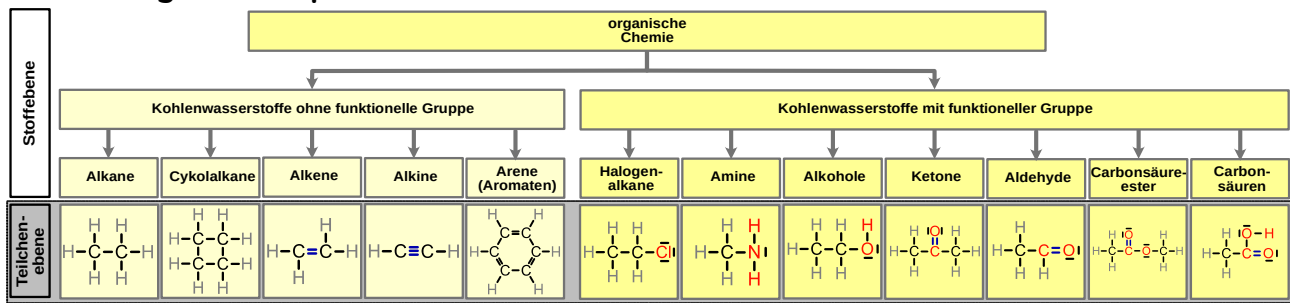 organische
Chemie
Stoffebene
Kohlenwasserstoffe ohne funktionelle Gruppe
Kohlenwasserstoffe mit funktioneller Gruppe
Alkane
Cykolalkane
Alkene
Alkine
Arene
(Aromaten)
Halogen-
alkane
Amine
Alkohole
Ketone
Aldehyde
Carbonsäure-
ester
Carbon-
säuren
Teilchen-
ebene